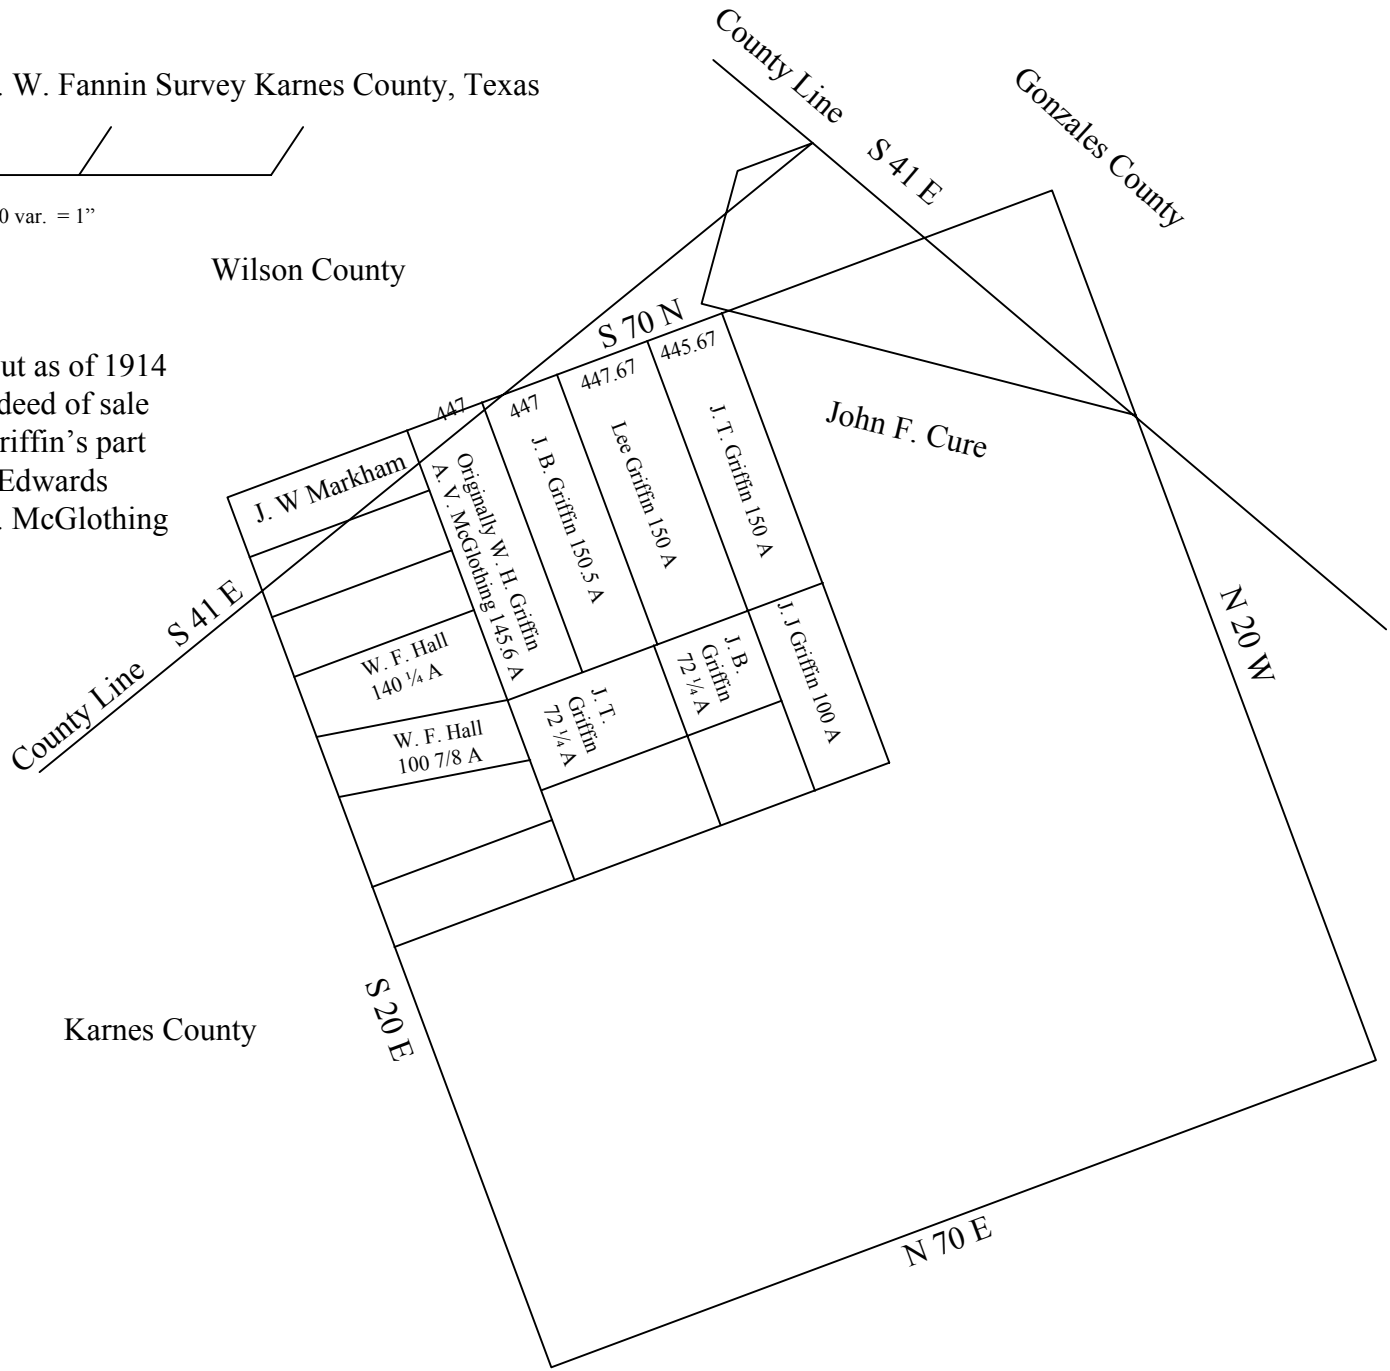 . W. Fannin Survey Karnes County, Texas
0 var. = 1”
Wilson County
County Line
S 41 E
Gonzales County
ut as of 1914
deed of sale
riffin’s part
Edwards
. McGlothing
S 70 N
447
447
447.67
445.67
J. W Markham
Originally W. H. Griffin
A. V. McGlothing 145.6 A
J. B. Griffin 150.5 A
Lee Griffin 150 A
J. T. Griffin 150 A
John F. Cure
County Line
S 41 E
W. F. Hall
140 ¼ A
W. F. Hall
100 7/8 A
J. T.
Griffin
72 ¼ A
J. B.
Griffin
72 ¼ A
J. J Griffin 100 A
N 20 W
S 20 E
Karnes County
N 70 E